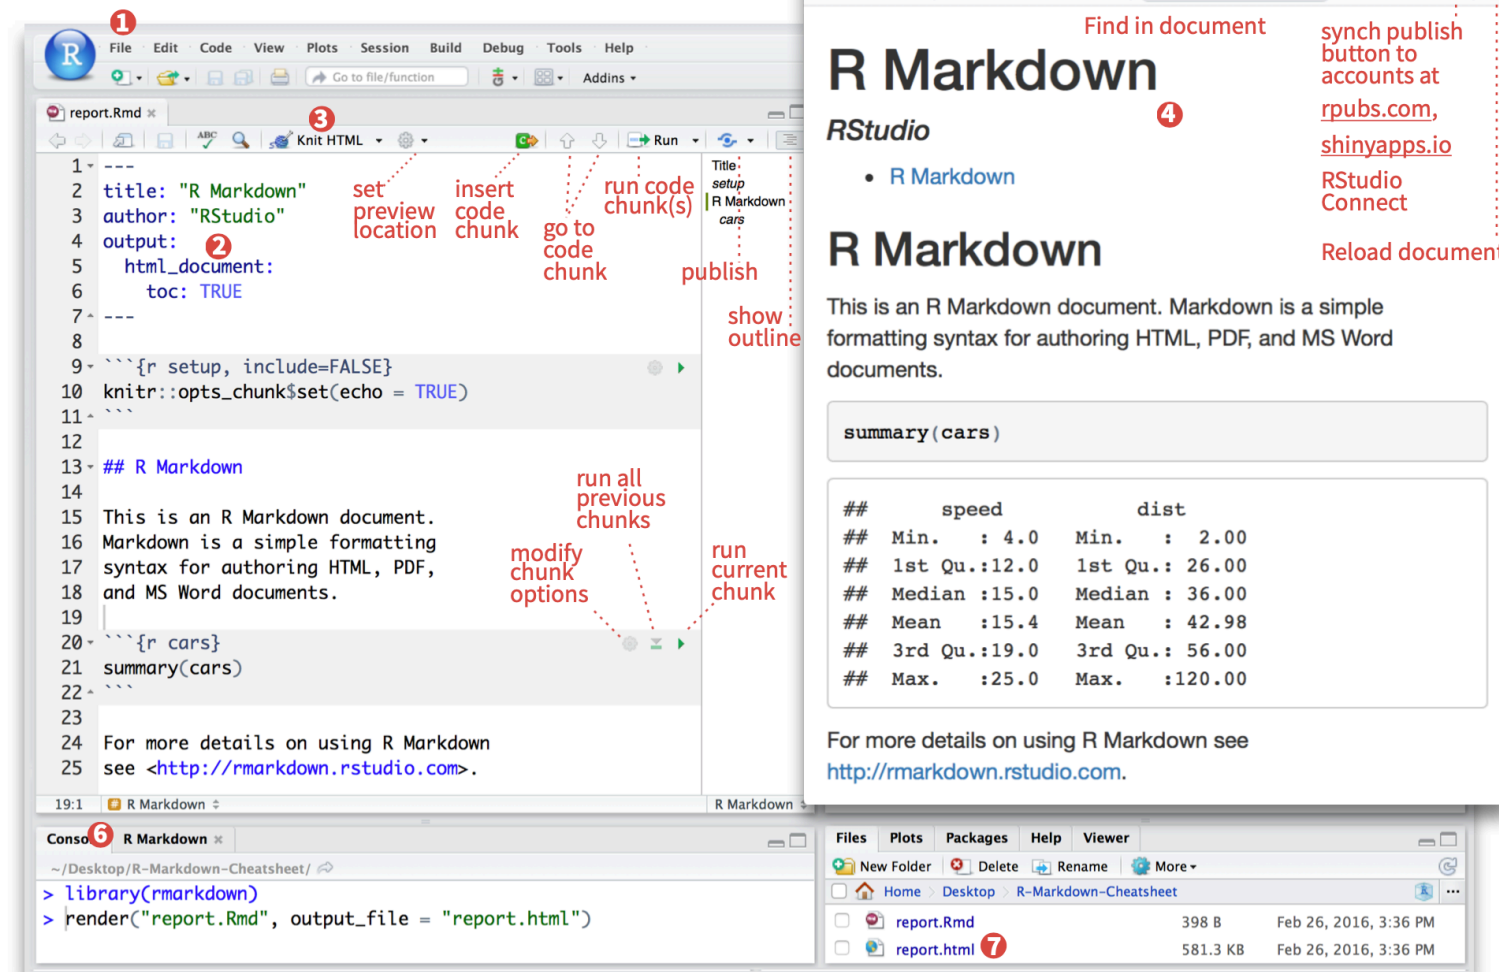 1
R
File Edit Code View Plots Session Build Debug Tools Help
Go to file/function
Addins
report.Rmd
ABC
3
Knit HTML
Run
1 ---
2 title: "R Markdown"
3 author: "RStudio"
4 output:
2
5 html_document:
6 toc: TRUE
7 ---
8
9 ```{r setup, include=FALSE}
10 knitr::opts_chunk$set(echo = TRUE)
11 ```
12
13 ## R Markdown
14
15 This is an R Markdown document.
16 Markdown is a simple formatting
17 syntax for authoring HTML, PDF,
18 and MS Word documents.
19
20 ```{r cars}
21 summary(cars)
22 ```
23
24 For more details on using R Markdown
25 see <http://rmarkdown.rstudio.com>.
set
preview
location
insert
code
chunk
go to
code
chunk
run code
chunk(s)
publish
show
outline
run all
previous
chunks
modify
chunk
options
run
current
chunk
Title
setup
R Markdown
cars
19:1 R Markdown
R Markdown
Find in document
synch publish
button to
accounts at
rpubs.com,
shinyapps.io
RStudio
Connect
Reload document
R Markdown
4
RStudio
• R Markdown
R Markdown
This is an R Markdown document. Markdown is a simple
formatting syntax for authoring HTML, PDF, and MS Word
documents.
summary(cars)
## speed dist
## Min. : 4.0 Min. : 2.00
## 1st Qu.:12.0 1st Qu.: 26.00
## Median :15.0 Median : 36.00
## Mean :15.4 Mean : 42.98
## 3rd Qu.:19.0 3rd Qu.: 56.00
## Max. :25.0 Max. :120.00
For more details on using R Markdown see
http://rmarkdown.rstudio.com.
Conso 6 R Markdown
~/Desktop/R-Markdown-Cheatsheet/
> library(rmarkdown)
> render("report.Rmd", output_file = "report.html")
Files Plots Packages Help Viewer
New Folder Delete Rename More
Home Desktop R-Markdown-Cheatsheet
report.Rmd 398 B Feb 26, 2016, 3:36 PM
report.html 7 581.3 KB Feb 26, 2016, 3:36 PM